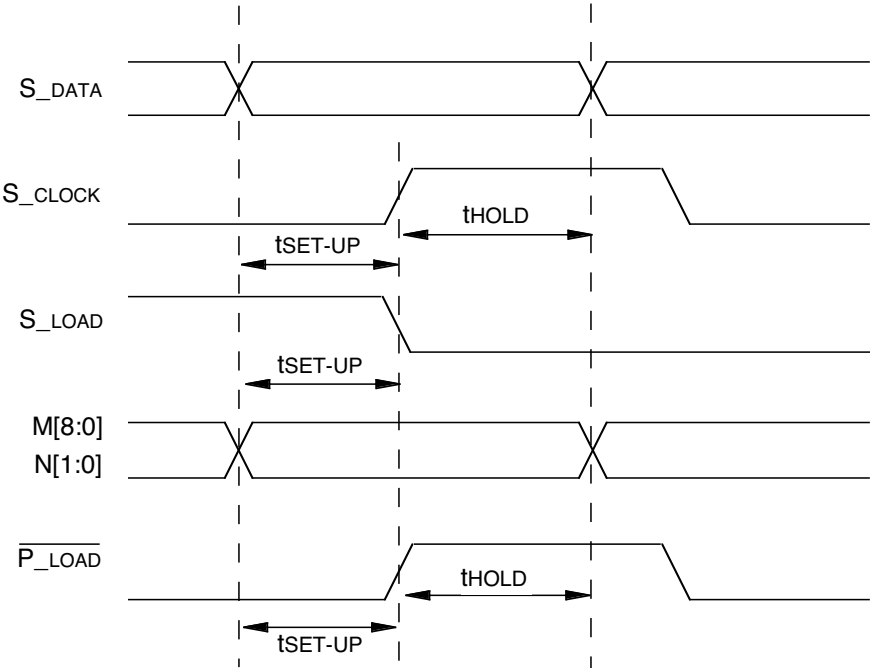 S_DATA
S_CLOCK
tHOLD
tSET-UP
S_LOAD
tSET-UP
M[8:0]
N[1:0]
P_LOAD
tHOLD
tSET-UP